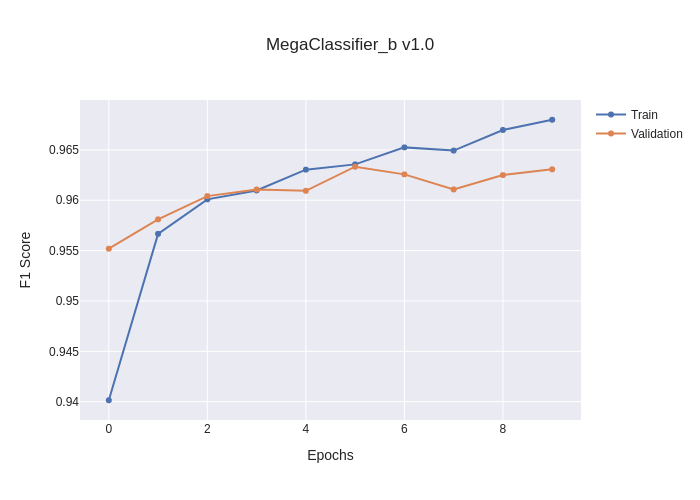 MegaClassifier_b v1.0
Train
Validation
0.965
0.96
0.955
0.95
0.945
0.94
F1 Score
0 2 4 6 8
Epochs